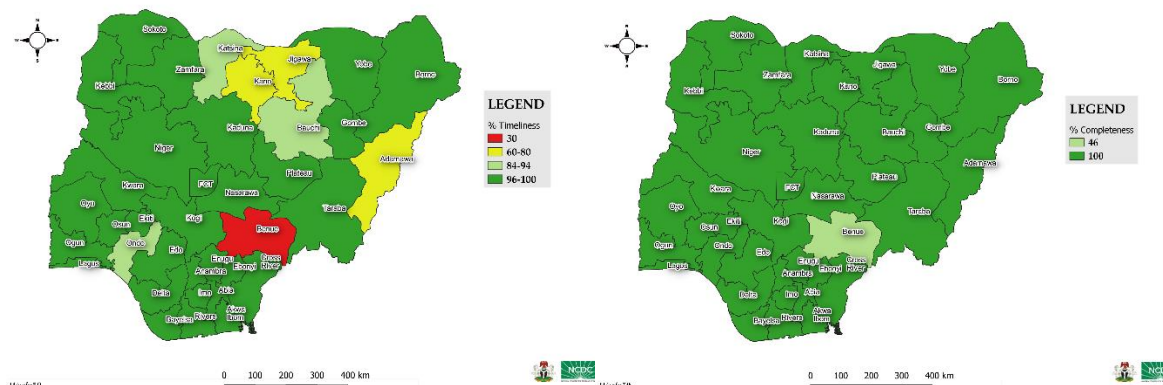 N
W E
S
Sokoto
Katsina
Jigawa
Yobe
Borno
Zamfara
Kano
Kebbi
Kaduna
Bauchi
Gombe
Adamawa
Niger
Plateau
Kwara
FCT
Nasarawa
Taraba
Oyo
Ekiti
Kogi
Benue
Osun
Ondo
Edo
Ogun
Lagos
Enugu
Ebonyi
Cross
River
Anambra
Delta
Imo
Abia
Bayelsa
Rivers
Akwa
Ibom
LEGEND
% Timeliness
30
60-80
84-94
96-100
0 100 200 300 400 km
NCDC
N
W E
S
Sokoto
Katsina
Jigawa
Yobe
Borno
Zamfara
Kano
Kebbi
Kaduna
Bauchi
Gombe
Adamawa
Niger
Plateau
Kwara
FCT
Nasarawa
Taraba
Oyo
Ekiti
Kogi
Benue
Osun
Ondo
Edo
Ogun
Lagos
Enugu
Ebonyi
Cross
River
Anambra
Delta
Imo
Abia
Bayelsa
Rivers
Akwa
Ibom
LEGEND
% Completeness
46
100
0 100 200 300 400 km
NCDC